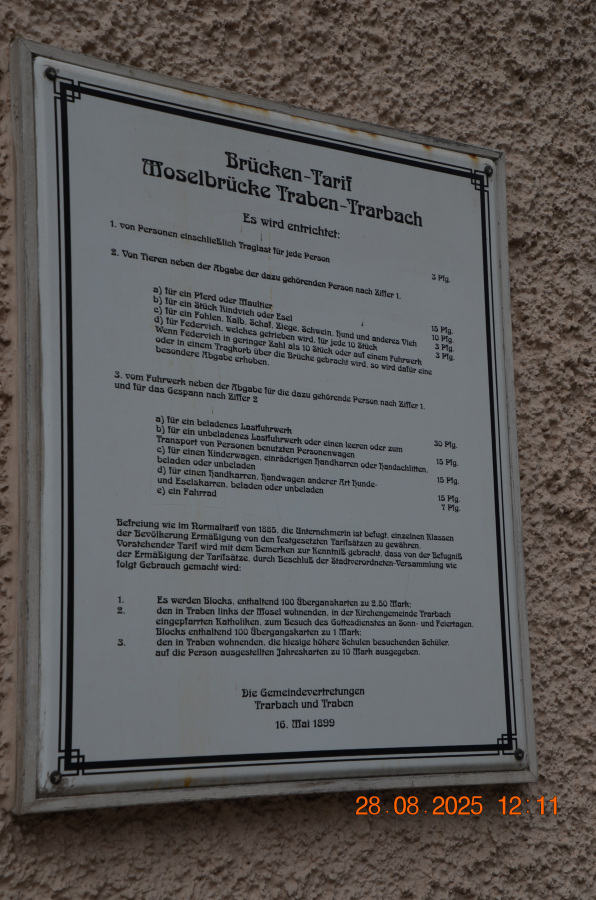 Brücken-Tarif
Moselbrücke Traben-Trarbach
Es wird entrichtet:
1. von Personen einschließlich Traglast für jede Person 3 Pfg.
2. Von Tieren neben der Abgabe der dazu gehörenden Person nach Ziffer 1.
a) für ein Pferd oder Maultier 15 Pfg.
b) für ein Stück Rindvieh oder Esel 10 Pfg.
c) für ein Fohlen, Kalb, Schaf, Ziege, Schwein, Hund und anderes Vieh 3 Pfg.
d) für Federvieh, welches getrieben wird, für jede 10 Stück 3 Pfg.
Wenn Federvieh in geringer Zahl als 10 Stück oder auf einem Fuhrwerk
oder in einem Tragkorb über die Brücke gebracht wird, so wird dafür eine
besondere Abgabe erhoben.
3. vom Fuhrwerk neben der Abgabe für die dazu gehörende Person nach Ziffer 1.
und für das Gespann nach Ziffer 2
a) für ein beladenes Lastfuhrwerk 30 Pfg.
b) für ein unbeladenes Lastfuhrwerk oder einen leeren oder zum
Transport von Personen benutzten Personenwagen 15 Pfg.
c) für einen Kinderwagen, einräderigen Handkarren oder Handschlitten,
beladen oder unbeladen 15 Pfg.
d) für einen Handkarren, Handwagen anderer Art Hunde-
und Eselskarren, beladen oder unbeladen 15 Pfg.
e) ein Fahrrad 7 Pfg.
Befreiung wie im Normaltarif von 1885, die Unternehmerin ist befugt, einzelnen Klassen
der Bevölkerung Ermäßigung von den festgesetzten Tarifsätzen zu gewähren.
Vorstehender Tarif wird mit dem Bemerken zur Kenntniß gebracht, dass von der Befugniß
der Ermäßigung der Tarifsätze, durch Beschluß der Stadtverordneten-Versammlung wie
folgt Gebrauch gemacht wird:
1. Es werden Blocks, enthaltend 100 Übergangskarten zu 2.50 Mark;
2. den in Traben links der Mosel wohnenden, in der Kirchengemeinde Trarbach
eingepfarrten Katholiken, zum Besuch des Gottesdienstes an Sonn- und Feiertagen,
Blocks enthaltend 100 Übergangskarten zu 1 Mark;
3. den in Traben wohnenden, die hiesige höhere Schulen besuchenden Schüler,
auf die Person ausgestellten Jahreskarten zu 10 Mark ausgegeben.
Die Gemeindevertretungen
Trarbach und Traben
16. Mai 1899
28.08.2025 12:11